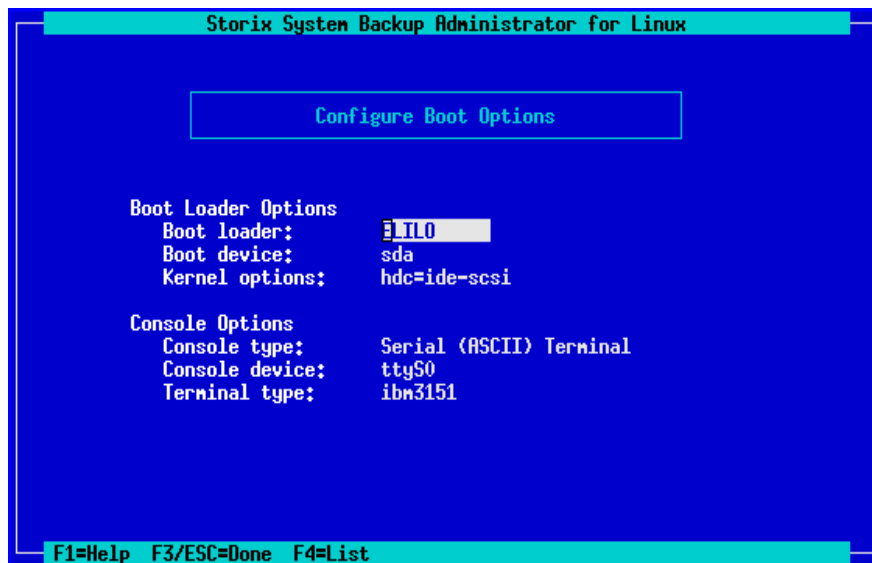 Storix System Backup Administrator for Linux
Configure Boot Options
Boot Loader Options
Boot loader: ELILO
Boot device: sda
Kernel options: hdc=ide-scsi
Console Options
Console type: Serial (ASCII) Terminal
Console device: ttyS0
Terminal type: ibm3151
F1=Help F3/ESC=Done F4=List